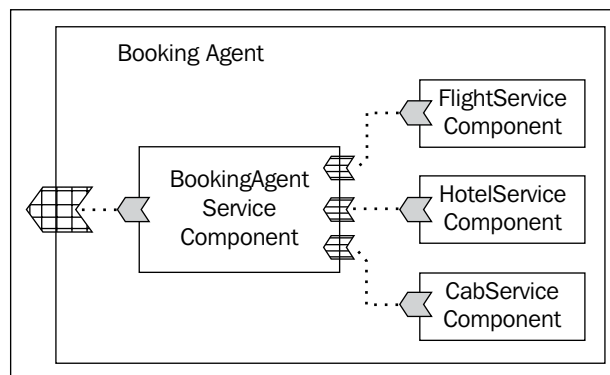 Booking Agent
FlightService
Component
BookingAgent
Service
Component
HotelService
Component
CabService
Component